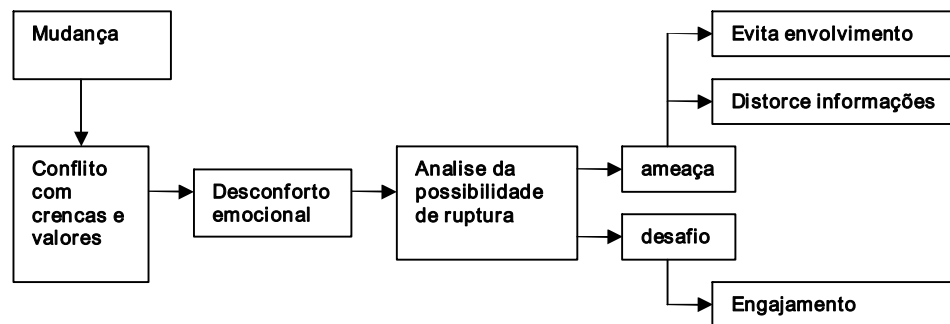 Mudança
Conflito
com
crencas e
valores
Desconforto
emocional
Analise da
possibilidade
de ruptura
ameaça
desafio
Evita envolvimento
Distorce informações
Engajamento